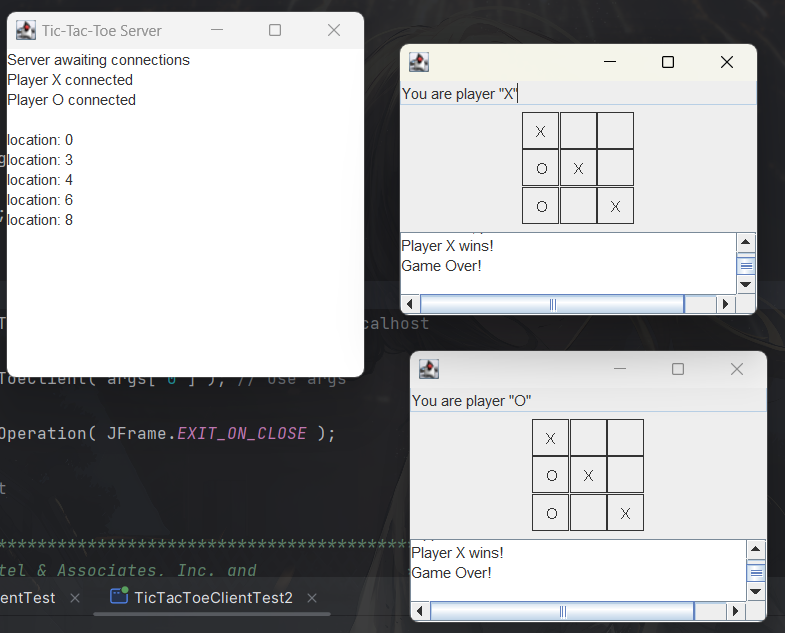 Tic-Tac-Toe Server
Server awaiting connections
Player X connected
Player O connected
location: 0
location: 3
location: 4
location: 6
location: 8
You are player "X"
X
O X
O X
Player X wins!
Game Over!
You are player "O"
X
O X
O X
Player X wins!
Game Over!
calhost
ToeClient( args[ 0 ] ); // use args
Operation( JFrame.EXIT_ON_CLOSE );
t
*******************************************
tel & Associates, Inc. and
entTest
TicTacToeClientTest2